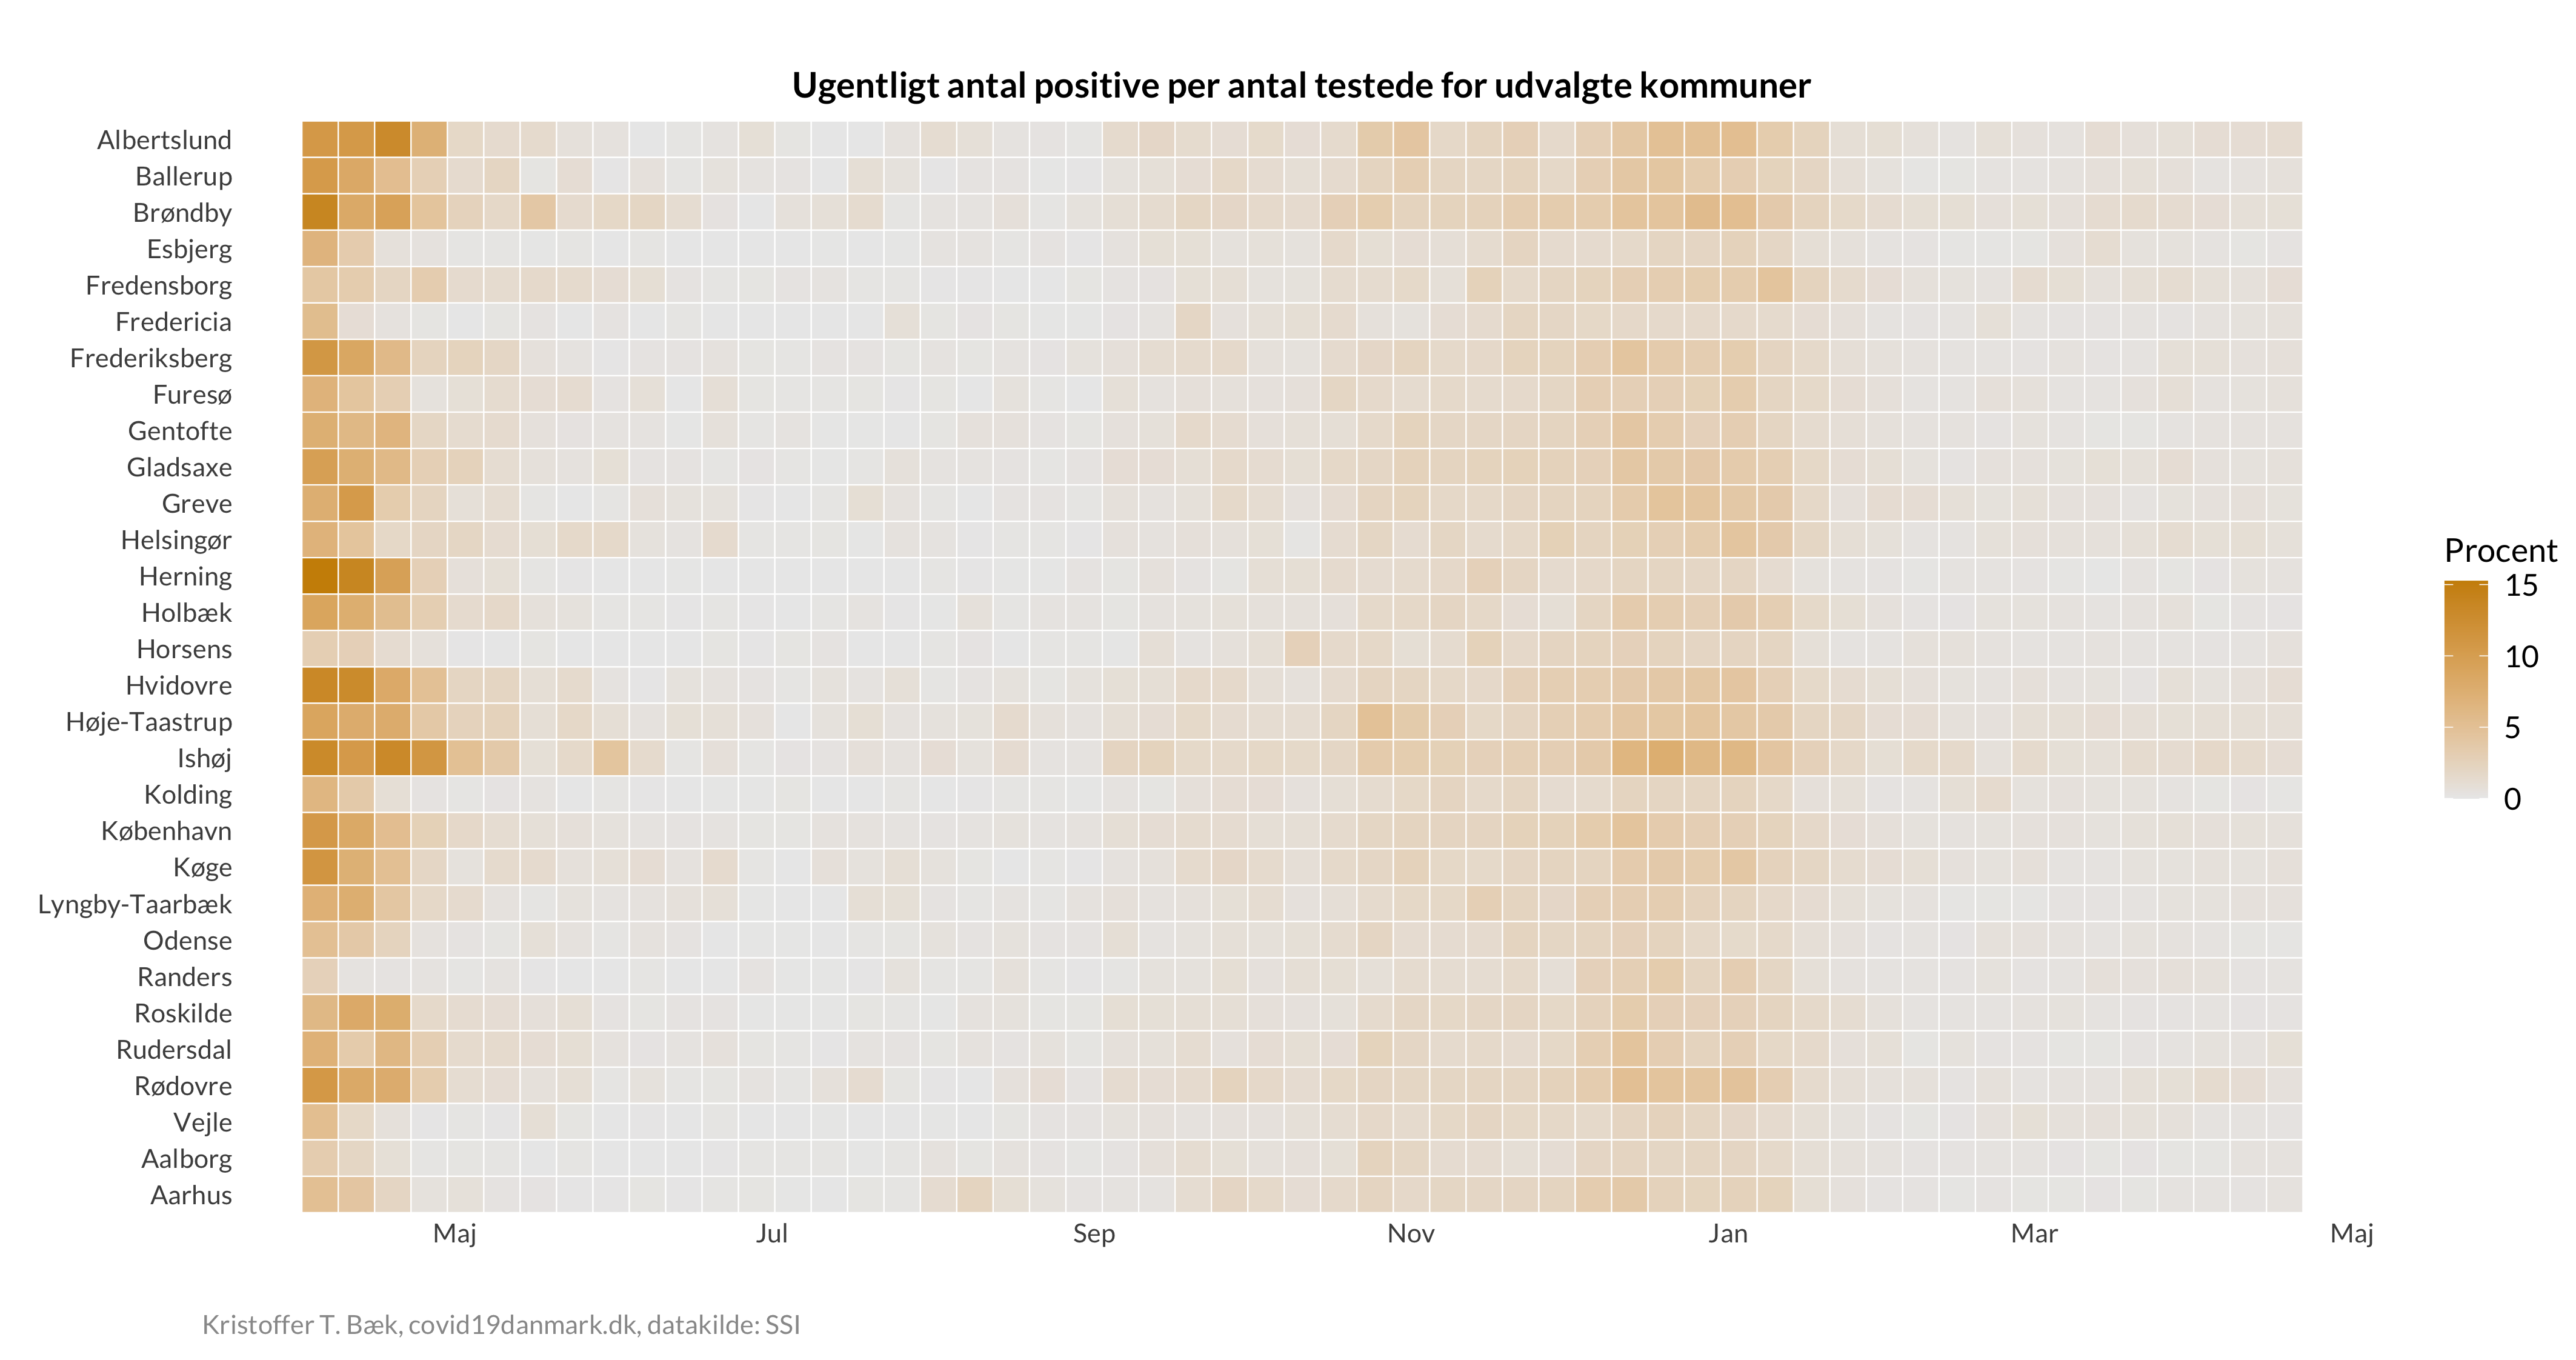 Ugentligt antal positive per antal testede for udvalgte kommuner
Albertslund
Ballerup
Brøndby
Esbjerg
Fredensborg
Fredericia
Frederiksberg
Furesø
Gentofte
Gladsaxe
Greve
Helsingør
Herning
Holbæk
Horsens
Hvidovre
Høje-Taastrup
Ishøj
Kolding
København
Køge
Lyngby-Taarbæk
Odense
Randers
Roskilde
Rudersdal
Rødovre
Vejle
Aalborg
Aarhus
Maj Jul Sep Nov Jan Mar Maj
Procent
15
10
5
0
Kristoffer T. Bæk, covid19danmark.dk, datakilde: SSI